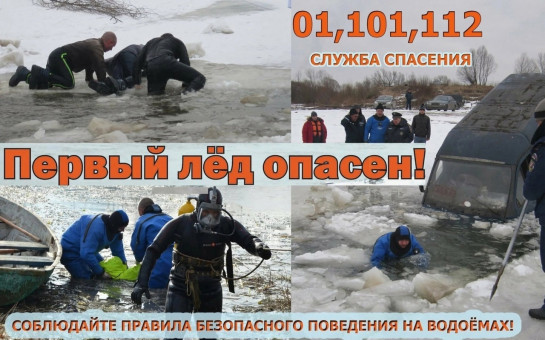 01,101,112
СЛУЖБА СПАСЕНИЯ
Первый лёд опасен!
СОБЛЮДАЙТЕ ПРАВИЛА БЕЗОПАСНОГО ПОВЕДЕНИЯ НА ВОДОЁМАХ!